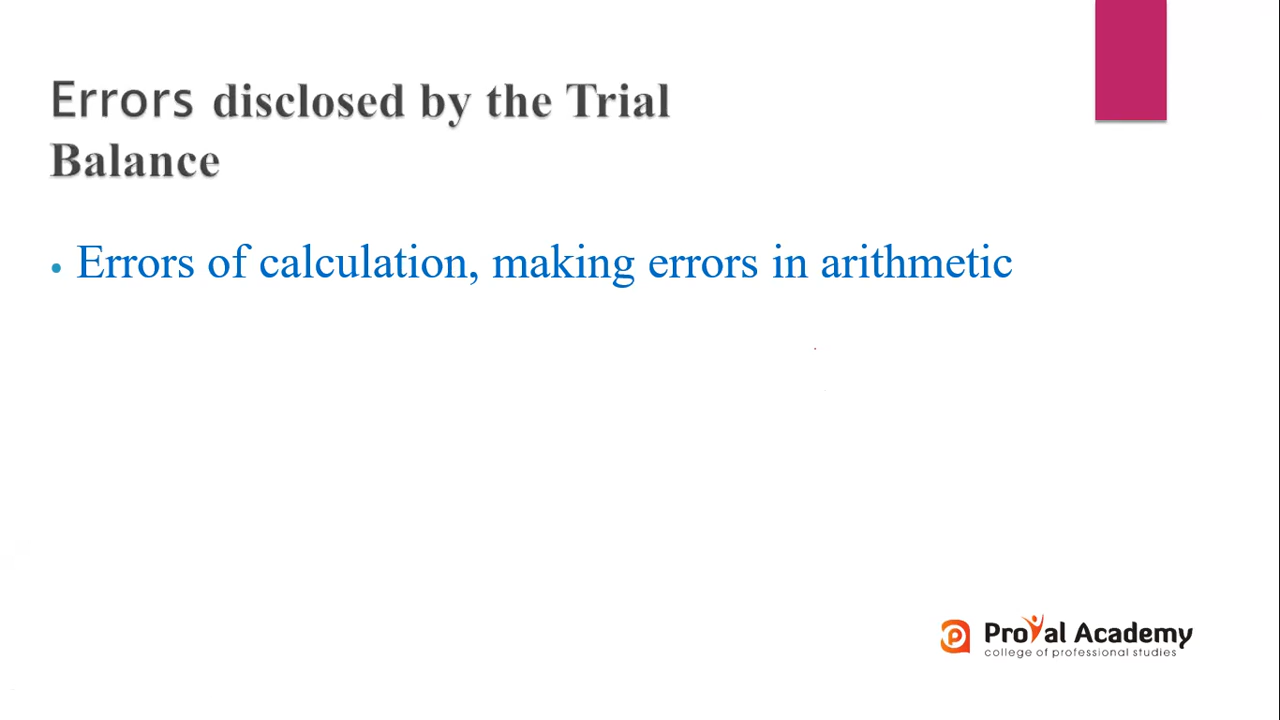 Errors disclosed by the Trial
Balance
• Errors of calculation, making errors in arithmetic
ProYal Academy
college of professional studies